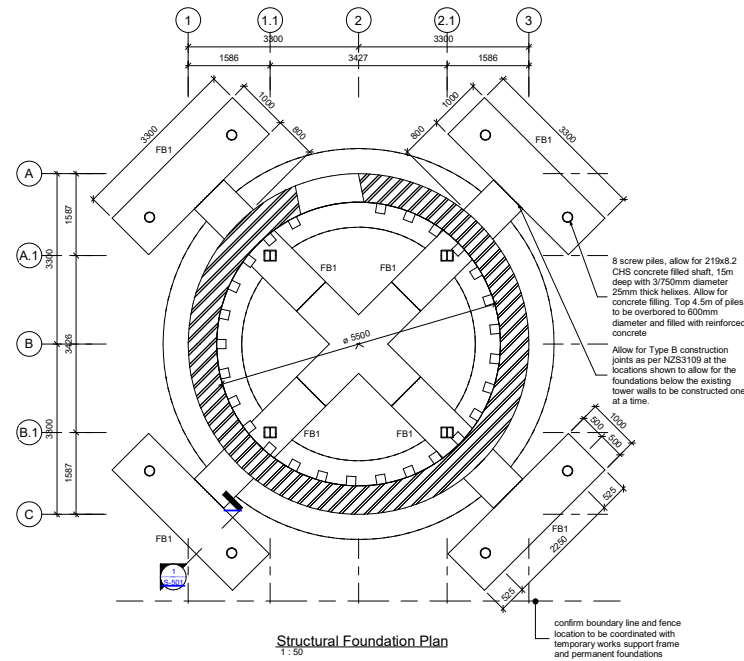 1
1.1
2
2.1
3
3300
3300
1586
3427
1586
3300
1000
800
FB1
800
1000
3300
FB1
A
A.1
B
B.1
C
1587
3300
3426
3300
1587
FB1
FB1
ø 5500
FB1
FB1
FB1
FB1
1
S-501
8 screw piles, allow for 219x8.2
CHS concrete filled shaft, 15m
deep with 3/750mm diameter
25mm thick helixes. Allow for
concrete filling. Top 4.5m of piles
to be overbored to 600mm
diameter and filled with reinforced
concrete
Allow for Type B construction
joints as per NZS3109 at the
locations shown to allow for the
foundations below the existing
tower walls to be constructed one
at a time.
1000
500
500
525
2250
525
confirm boundary line and fence
location to be coordinated with
temporary works support frame
and permanent foundations
Structural Foundation Plan
1 : 50